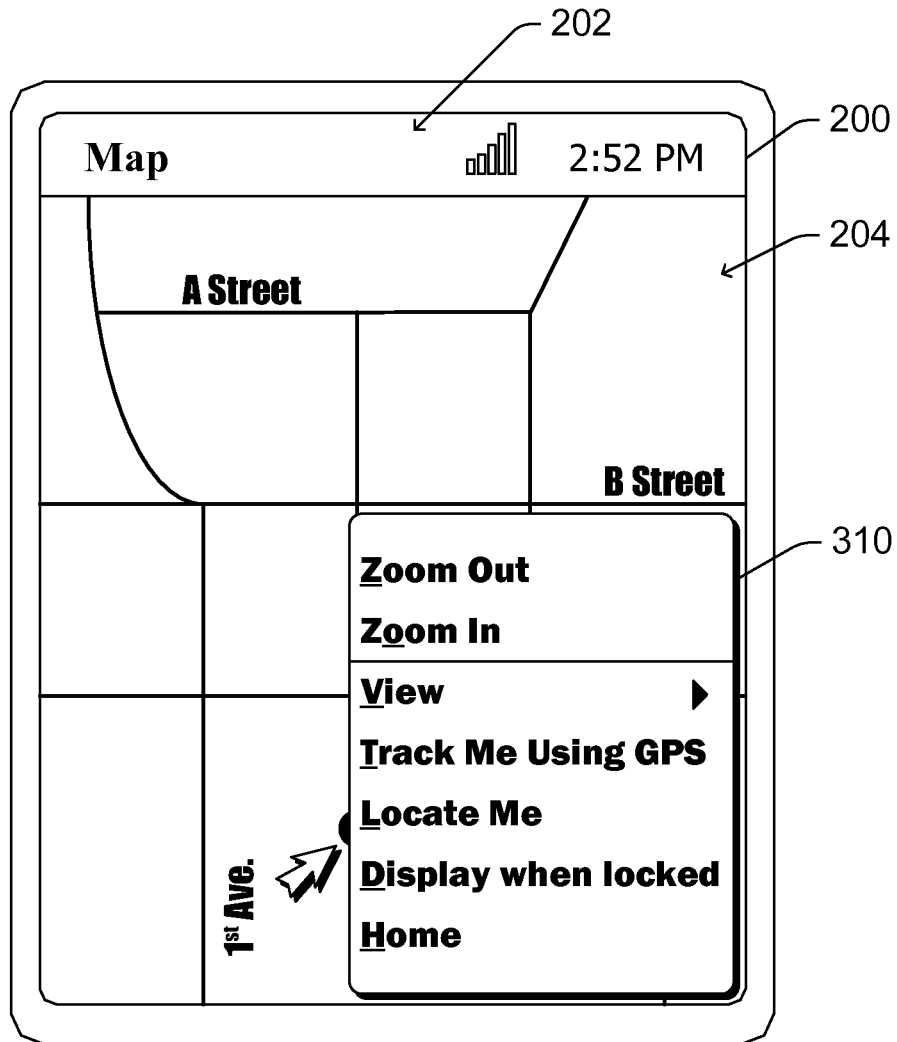 202
200
Map 2:52 PM
204
A Street
B Street
310
Zoom Out
Zoom In
View
Track Me Using GPS
Locate Me
Display when locked
Home
1st Ave.